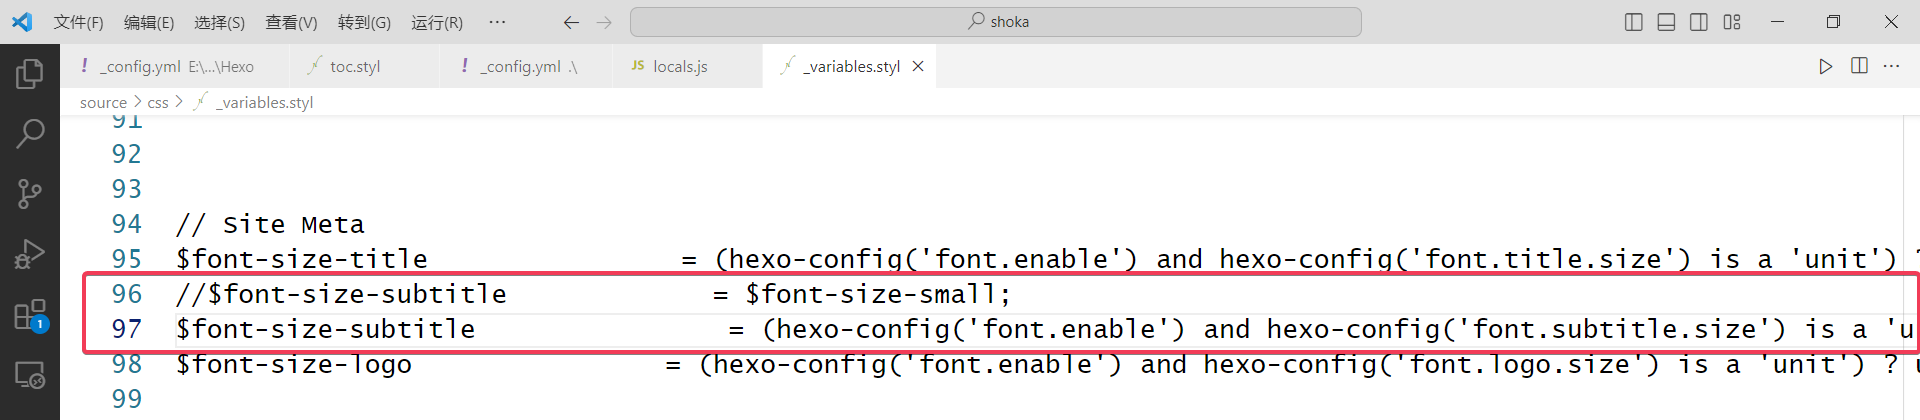 文件(F) 编辑(E) 选择(S) 查看(V) 转到(G) 运行(R) ··· shoka
! _config.yml E:\...\Hexo toc.styl ! _config.yml .\ JS locals.js _variables.styl
source > css > _variables.styl
91
92
93
94 // Site Meta
95 $font-size-title = (hexo-config('font.enable') and hexo-config('font.title.size') is a 'unit') ?
96 //$font-size-subtitle = $font-size-small;
97 $font-size-subtitle = (hexo-config('font.enable') and hexo-config('font.subtitle.size') is a 'u
98 $font-size-logo = (hexo-config('font.enable') and hexo-config('font.logo.size') is a 'unit') ? u
99
1